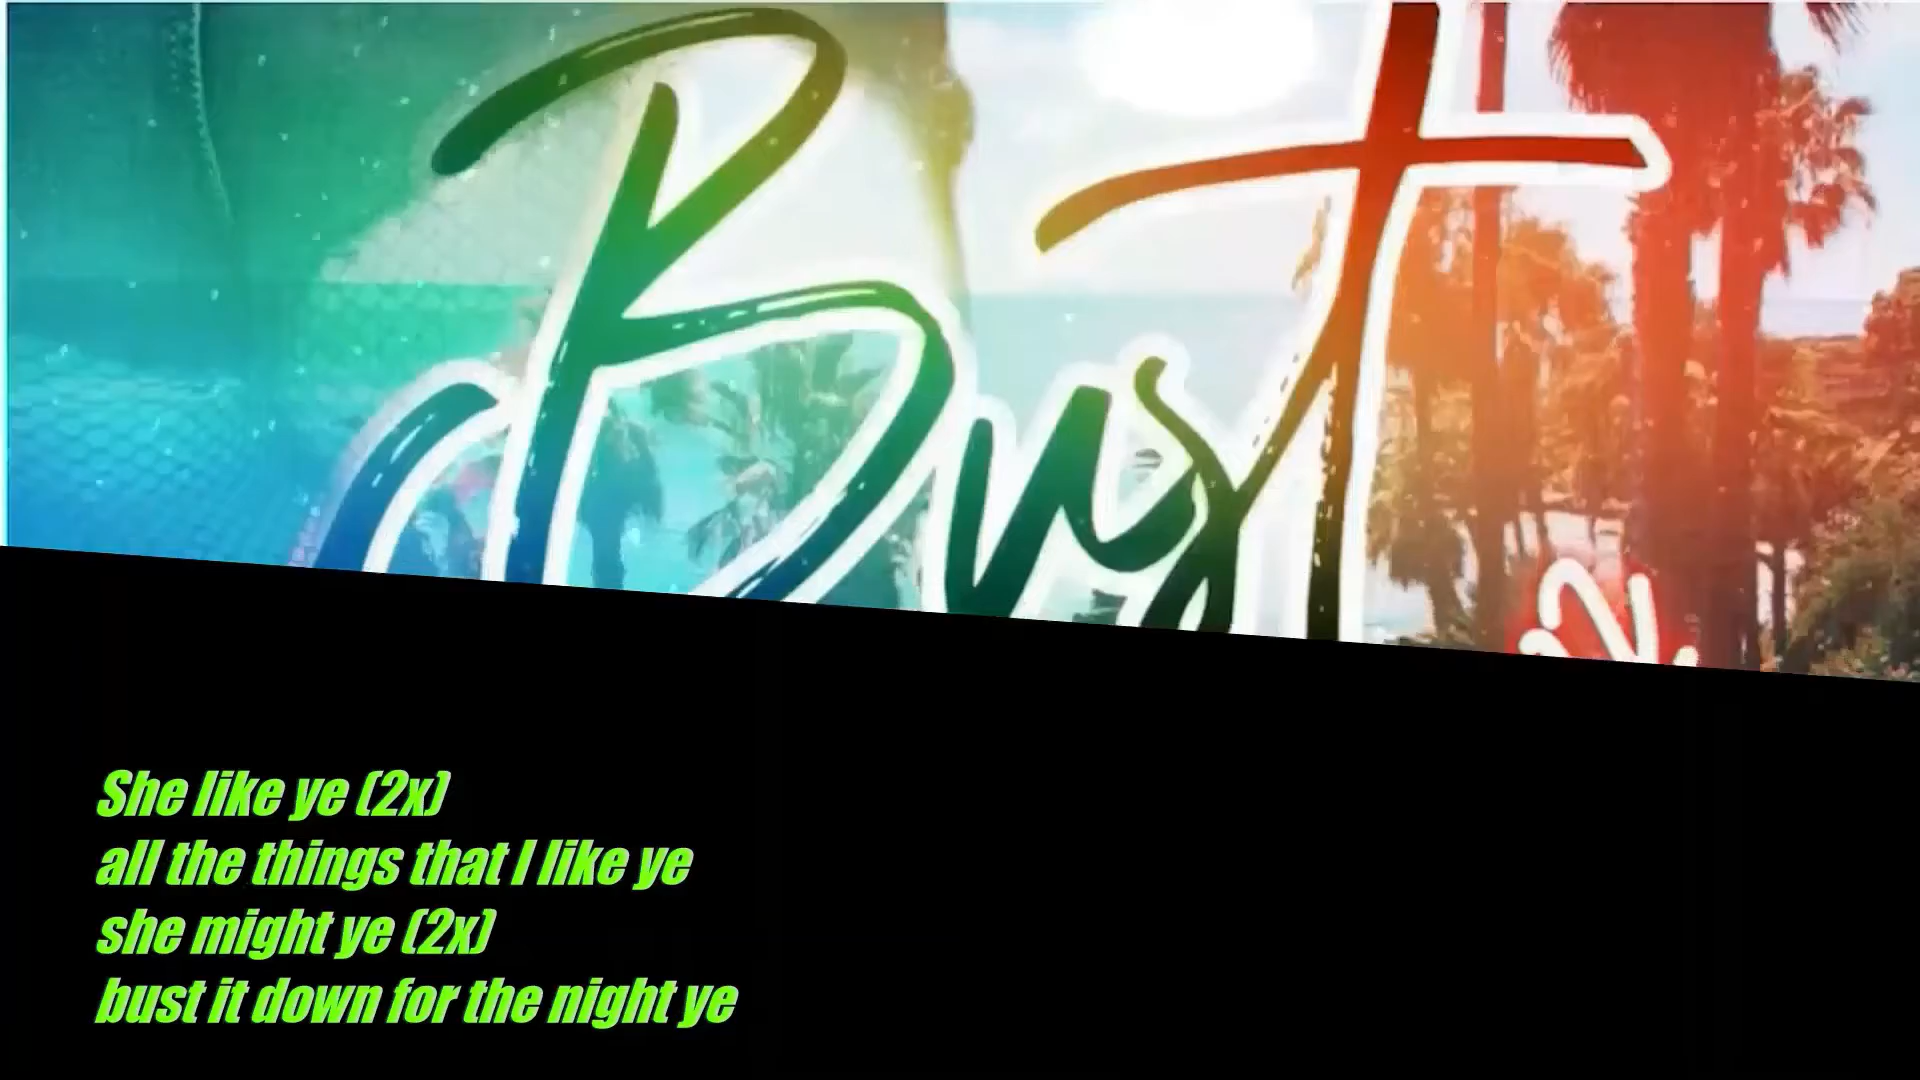 Bust
She like ye (2x)
all the things that I like ye
she might ye (2x)
bust it down for the night ye